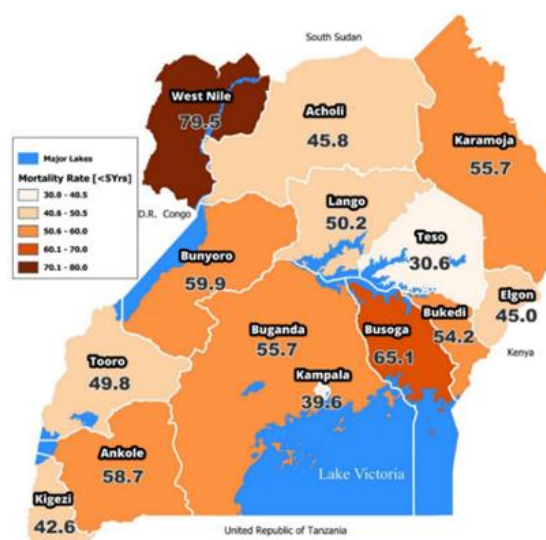 South Sudan
West Nile
79.5
Acholi
45.8
Karamoja
55.7
Major Lakes
Mortality Rate [<5Yrs]
30.0 - 40.5
40.6 - 50.5
50.6 - 60.0
60.1 - 70.0
70.1 - 80.0
D.R. Congo
Lango
50.2
Teso
30.6
Bunyoro
59.9
Elgon
45.0
Bukedi
54.2
Buganda
55.7
Busoga
65.1
Kenya
Tooro
49.8
Kampala
39.6
Ankole
58.7
Lake Victoria
Kigezi
42.6
United Republic of Tanzania